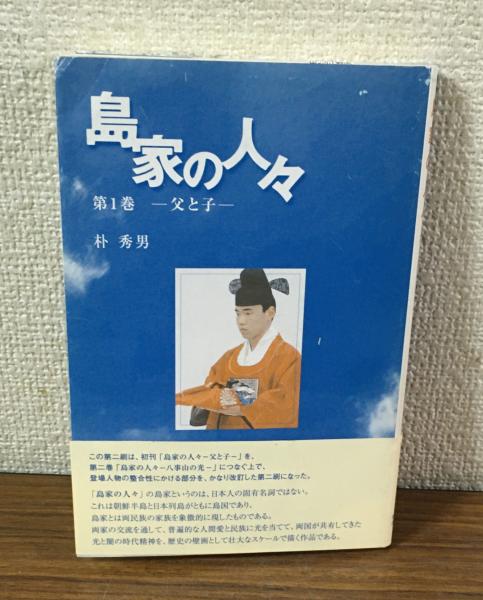 島家の人々
第1巻 ―父と子―
朴 秀男
この第二刷は、初刊「島家の人々－父と子－」を、
第二巻「島家の人々－八事山の光－」につなぐ上で、
登場人物の整合性にかける部分を、かなり改訂した第二刷になった。
「島家の人々」の島家というのは、日本人の固有名詞ではない。
これは朝鮮半島と日本列島がともに島国であり、
島家とは両民族の家族を象徴的に現したものである。
両家の交流を通して、普遍的な人間愛と民族に光を当てて、両国が共有してきた
光と闇の時代精神を、歴史の壁画として壮大なスケールで描く作品である。